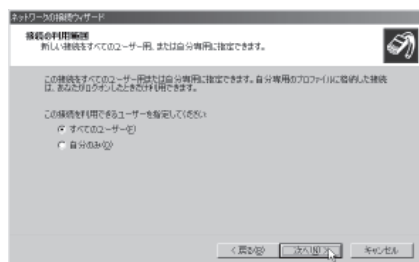 ネットワークの接続ウィザード
接続の利用範囲
新しい接続をすべてのユーザー用、または自分専用に指定できます。
この接続をすべてのユーザー用または自分専用に指定できます。自分専用のプロファイルに格納した接続
は、あなたがログオンしたときだけ利用できます。
この接続を利用できるユーザーを指定してください:
すべてのユーザー(E)
自分のみ(O)
< 戻る(B)
次へ(N) >
キャンセル